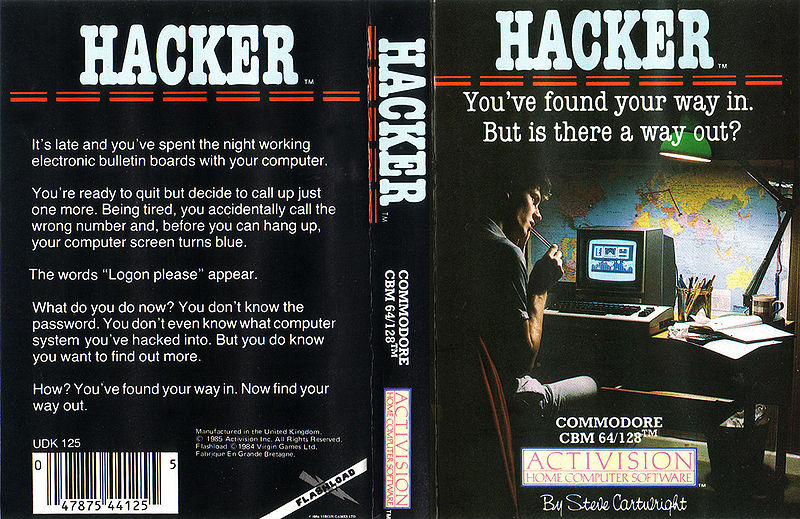 HACKER™
It's late and you've spent the night working
electronic bulletin boards with your computer.
You're ready to quit but decide to call up just
one more. Being tired, you accidentally call the
wrong number and, before you can hang up,
your computer screen turns blue.
The words "Logon please" appear.
What do you do now? You don't know the
password. You don't even know what computer
system you've hacked into. But you do know
you want to find out more.
How? You've found your way in. Now find your
way out.
UDK 125
0 5
47875 44125
Manufactured in the United Kingdom.
© 1985 Activision Inc. All Rights Reserved.
Flashload © 1984 Virgin Games Ltd.
Fabrique En Grande Bretagne.
FLASHLOAD
HACKER™
COMMODORE
CBM 64/128™
ACTIVISION
HOME COMPUTER SOFTWARE
TM
HACKER™
You've found your way in.
But is there a way out?
COMMODORE
CBM 64/128™
ACTIVISION
HOME COMPUTER SOFTWARE
TM
By Steve Cartwright